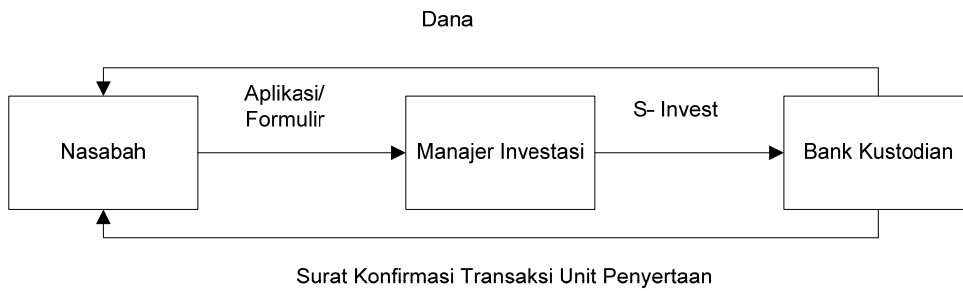 Dana
Aplikasi/
Formulir
S- Invest
Nasabah
Manajer Investasi
Bank Kustodian
Surat Konfirmasi Transaksi Unit Penyertaan